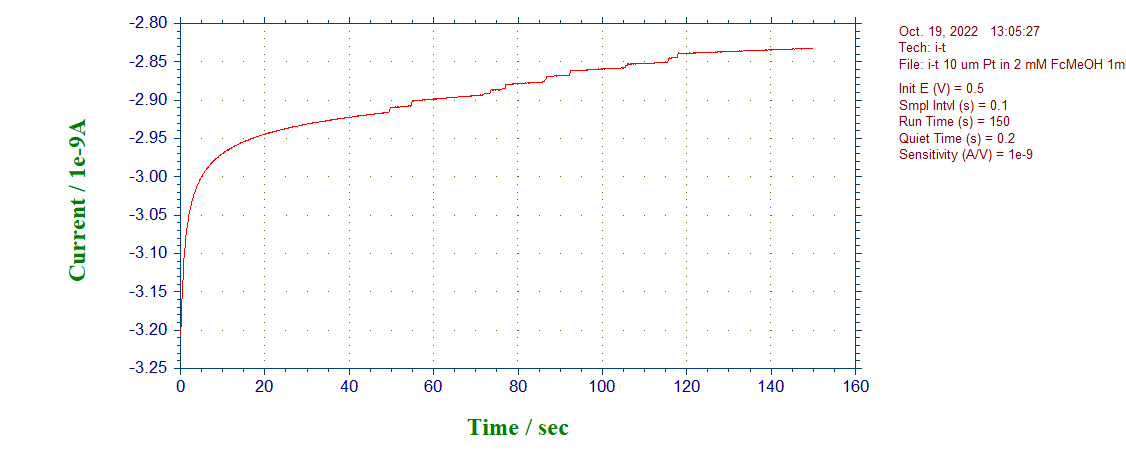 -2.80
-2.85
-2.90
-2.95
-3.00
-3.05
-3.10
-3.15
-3.20
-3.25
Current / 1e-9A
0 20 40 60 80 100 120 140 160
Time / sec
Oct. 19, 2022 13:05:27
Tech: i-t
File: i-t 10 um Pt in 2 mM FcMeOH
Init E (V) = 0.5
Smpl Intvl (s) = 0.1
Run Time (s) = 150
Quiet Time (s) = 0.2
Sensitivity (A/V) = 1e-9